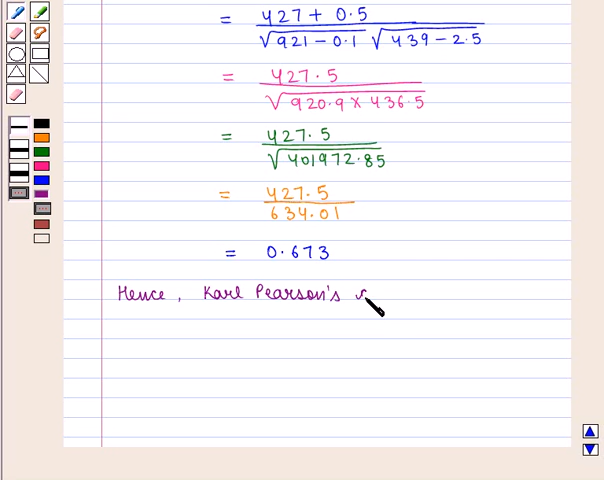 = 427 + 0.5 / √921 − 0.1 √439 − 2.5
= 427.5 / √920.9 × 436.5
= 427.5 / √401972.85
= 427.5 / 634.01
= 0.673
Hence, Karl Pearson's